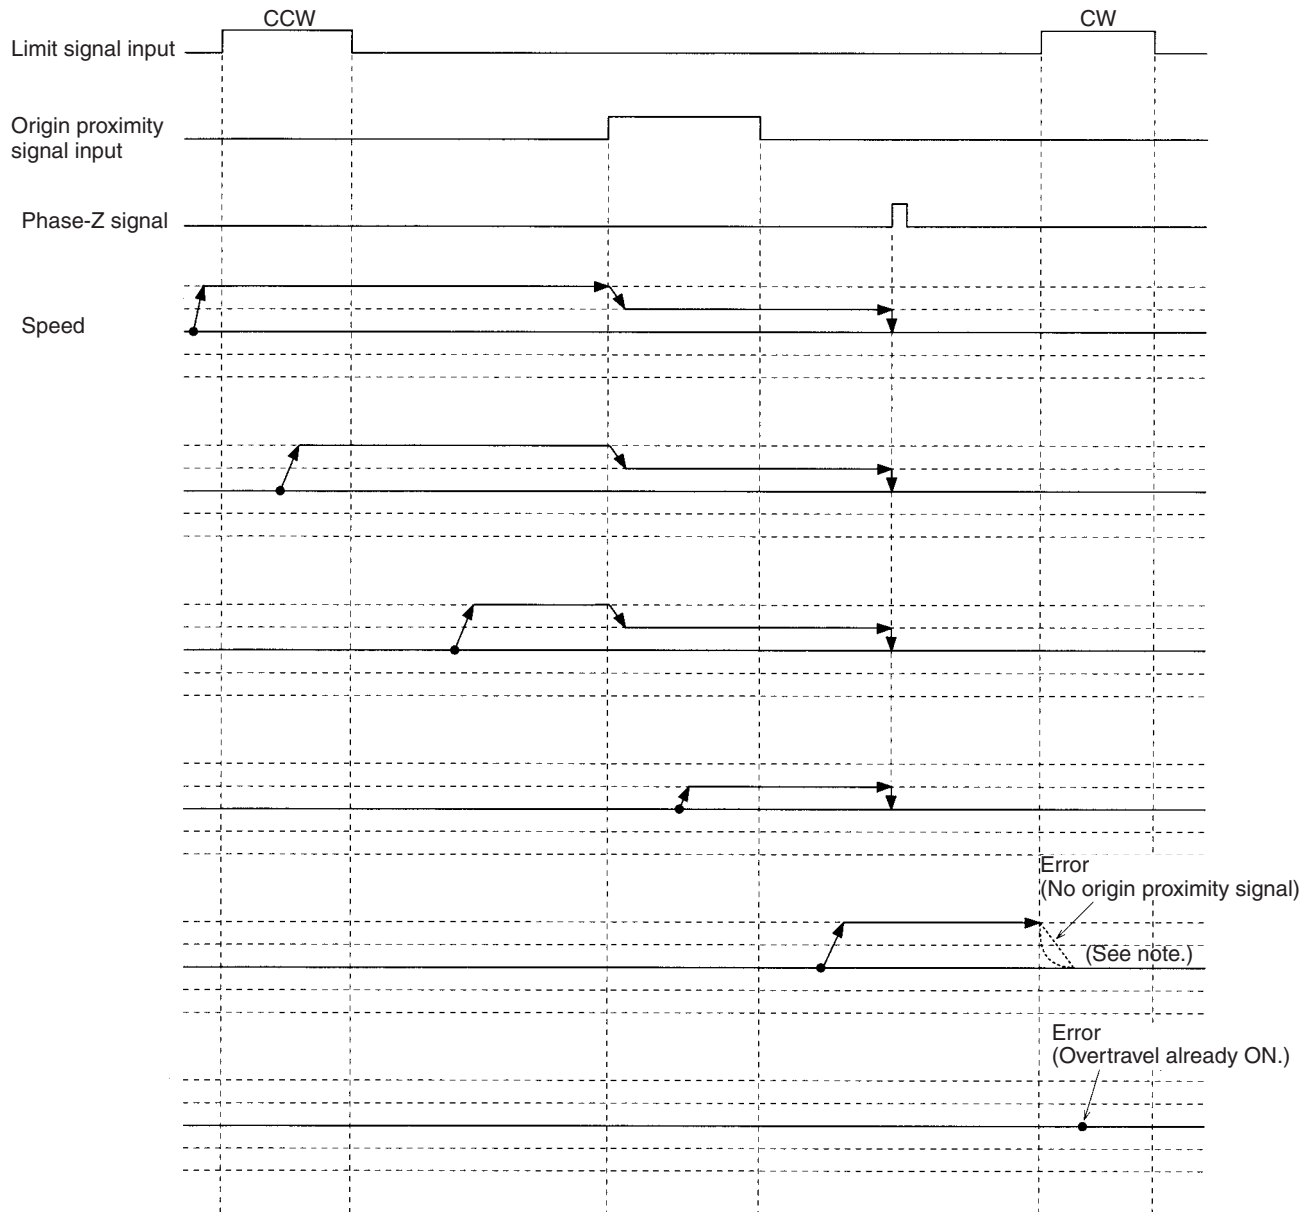 CCW
CW
Limit signal input
Origin proximity
signal input
Phase-Z signal
Speed
Error
(No origin proximity signal)
(See note.)
Error
(Overtravel already ON.)